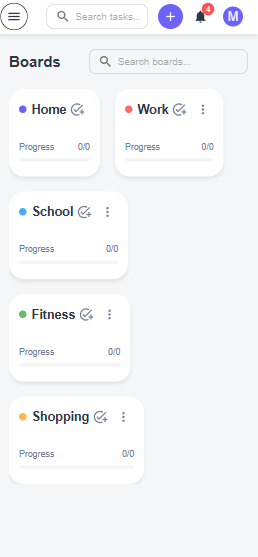 Search tasks...
4
M
Boards
Search boards...
Home
Work
Progress 0/0
Progress 0/0
School
Progress 0/0
Fitness
Progress 0/0
Shopping
Progress 0/0